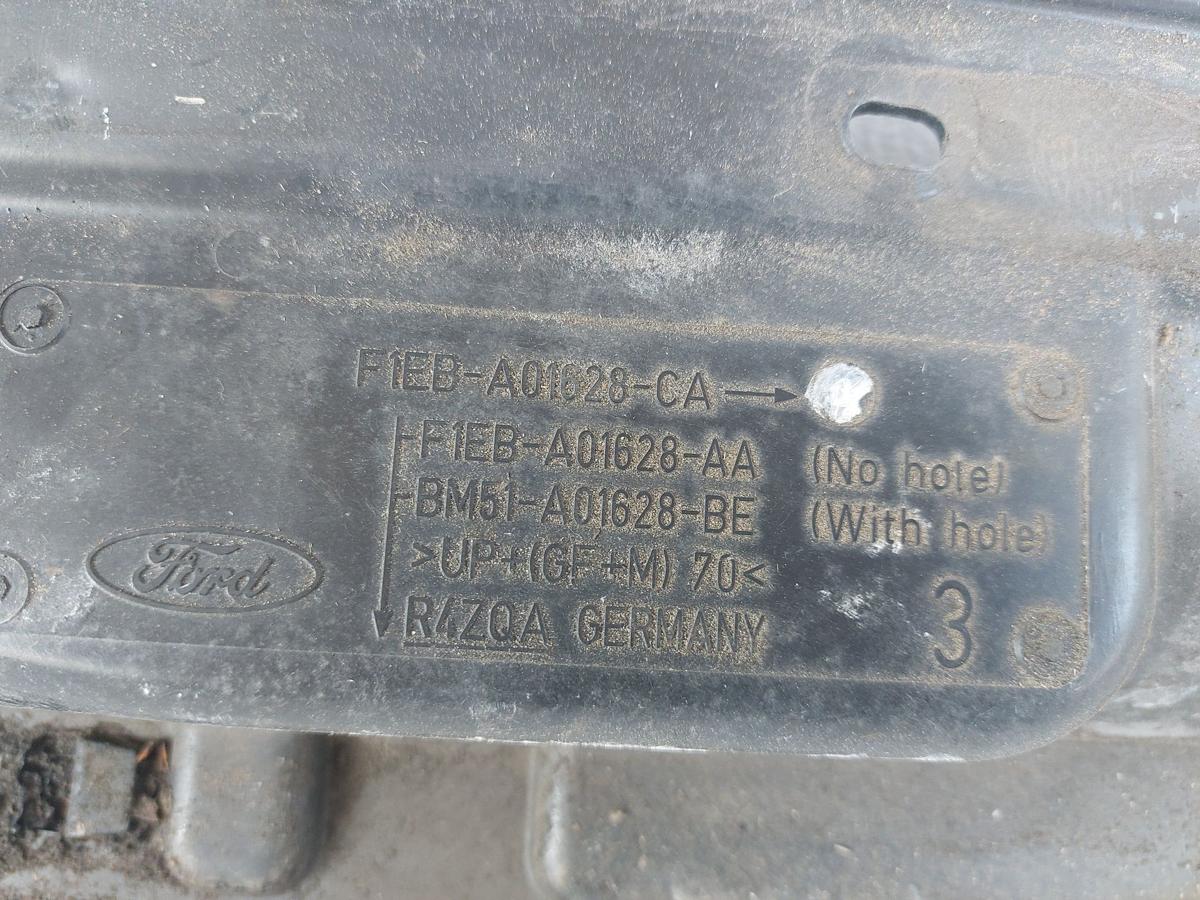 F1EB-A01628-CA
F1EB-A01628-AA (No hole)
BM51-A01628-BE (With hole)
>UP+(GF+M) 70<
Ford
R4ZQA GERMANY 3